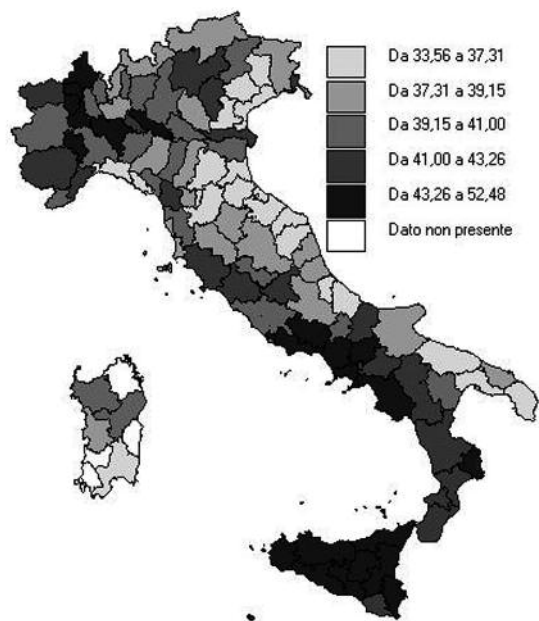 Da 33,56 a 37,31
Da 37,31 a 39,15
Da 39,15 a 41,00
Da 41,00 a 43,26
Da 43,26 a 52,48
Dato non presente